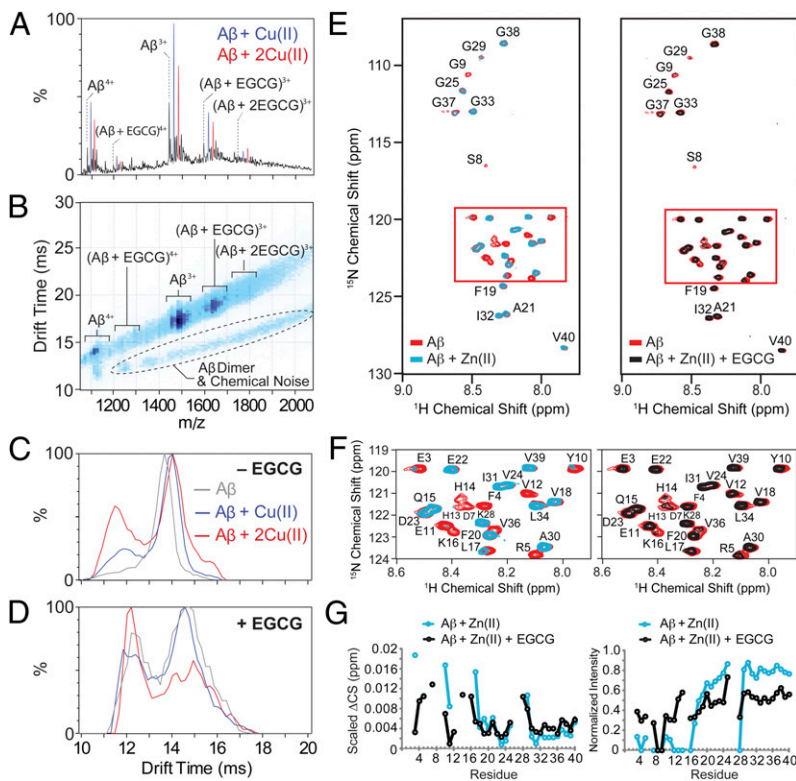 A
Aβ + Cu(II)
Aβ + 2Cu(II)
Aβ3+
Aβ4+
(Aβ + EGCG)3+
(Aβ + 2EGCG)3+
(Aβ + EGCG)4+
%
100
50
0
B
Drift Time (ms)
30
25
20
15
10
(Aβ + EGCG)3+
(Aβ + EGCG)4+
(Aβ + 2EGCG)3+
Aβ3+
Aβ4+
Aβ Dimer
& Chemical Noise
1200 1400 1600 1800 2000
m/z
C
100
%
50
0
– EGCG
Aβ
Aβ + Cu(II)
Aβ + 2Cu(II)
D
100
%
50
0
+ EGCG
10 12 14 16 18 20
Drift Time (ms)
E
15N Chemical Shift (ppm)
110
120
130
G38
G29
G9
G25
G37 G33
S8
F19
I32 A21
V40
Aβ
Aβ + Zn(II)
9.0 8.5 8.0
1H Chemical Shift (ppm)
G38
G29
G9
G25
G37 G33
S8
F19
I32 A21
V40
Aβ
Aβ + Zn(II) + EGCG
9.0 8.5 8.0
1H Chemical Shift (ppm)
F
15N Chemical Shift (ppm)
119
120
121
122
123
124
E3 E22 V39 Y10
I31 V24
H14 V12
Q15 F4 V18
D23 H13 D7 K28 L34
E11 V36
K16 F20 R5 A30
L17
8.6 8.4 8.2 8.0
1H Chemical Shift (ppm)
E3 E22 V39 Y10
I31 V24
H14 V12
Q15 F4 V18
D23 H13 D7 K28 L34
E11 V36
K16 F20 A30
L17 R5
8.6 8.4 8.2 8.0
1H Chemical Shift (ppm)
G
Aβ + Zn(II)
Aβ + Zn(II) + EGCG
Scaled ΔCS (ppm)
0.02
0.016
0.012
0.008
0.004
0
4 8 12 16 20 24 28 32 36 40
Residue
Aβ + Zn(II)
Aβ + Zn(II) + EGCG
Normalized Intensity
1.0
0.8
0.6
0.4
0.2
0
4 8 12 16 20 24 28 32 36 40
Residue